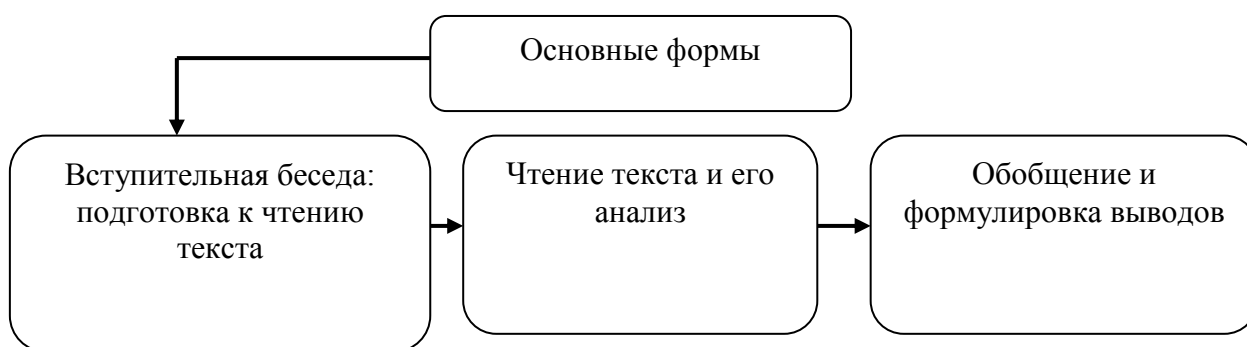 Основные формы
Вступительная беседа:
подготовка к чтению
текста
Чтение текста и его
анализ
Обобщение и
формулировка выводов